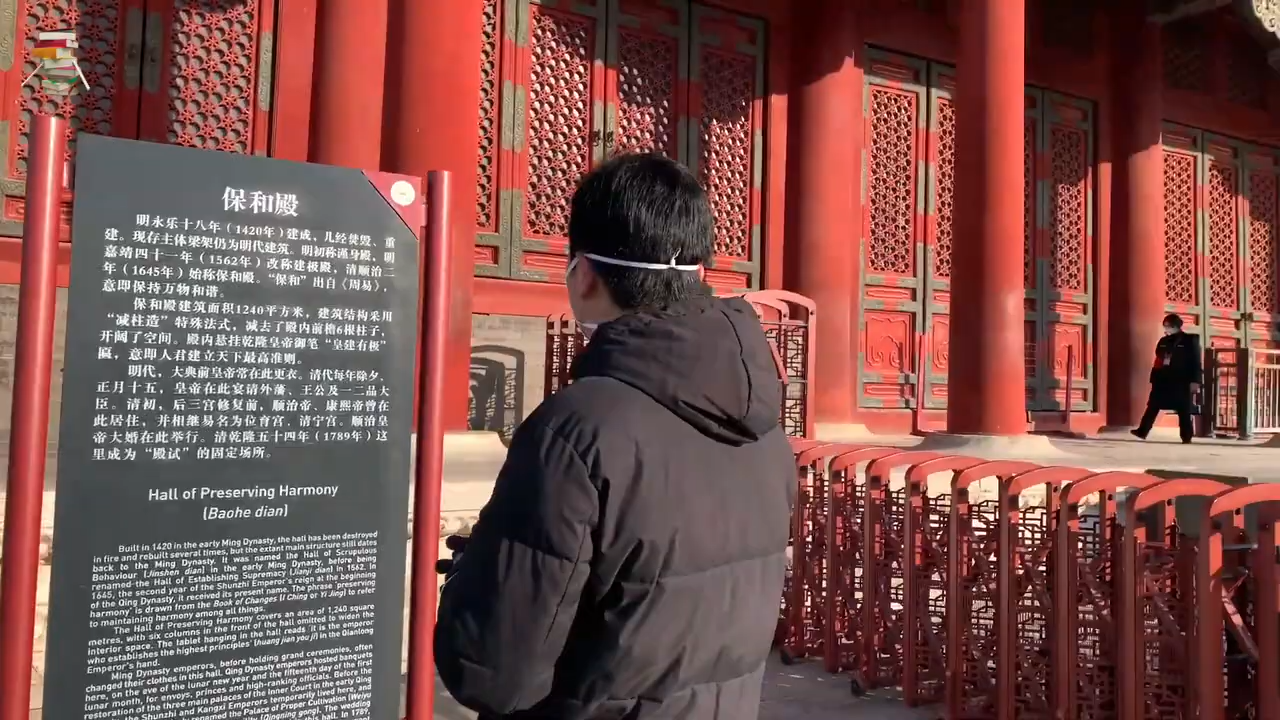 保和殿
明永乐十八年（1420年）建成，几经焚毁、重
建。现存主体梁架仍为明代建筑。明初称谨身殿，明
嘉靖四十一年（1562年）改称建极殿，清顺治二
年（1645年）始称保和殿。“保和”出自《周易》，
意即保持万物和谐。
保和殿建筑面积1240平方米，建筑结构采用
“减柱造”特殊法式，减去了殿内前檐6根柱子，
开阔了空间。殿内悬挂乾隆皇帝御笔“皇建有极”
匾，意即人君建立天下最高准则。
明代，大典前皇帝常在此更衣。清代每年除夕、
正月十五，皇帝在此宴请外藩、王公及一二品大
臣。清初，后三宫修复前，顺治帝、康熙帝曾在
此居住，并相继易名为位育宫、清宁宫。顺治皇
帝大婚在此举行。清乾隆五十四年（1789年）这
里成为“殿试”的固定场所。
Hall of Preserving Harmony
(Baohe dian)
Built in 1420 in the early Ming Dynasty, the hall has been destroyed
in fire and rebuilt several times, but the extant main structure still dates
back to the Ming Dynasty. It was named the Hall of Scrupulous
Behaviour (Jinshen dian) in the early Ming Dynasty, before being
renamed the Hall of Establishing Supremacy (Jianji dian) in 1562. In
1645, the second year of the Shunzhi Emperor's reign at the beginning
of the Qing Dynasty, it received its present name. The phrase 'preserving
harmony' is drawn from the Book of Changes (I Ching or Yi Jing) to refer
to maintaining harmony among all things.
The Hall of Preserving Harmony covers an area of 1,240 square
metres, with six columns in the front of the hall omitted to widen the
interior space. The tablet hanging in the hall reads 'it is the emperor
who establishes the highest principles' (huang jian you ji) in the Qianlong
Emperor's hand.
Ming Dynasty emperors, before holding grand ceremonies, often
changed their clothes in this hall. Qing Dynasty emperors hosted banquets
here, on the eve of the lunar new year and the fifteenth day of the first
lunar month, for envoys, princes and high-ranking officials. Before the
restoration of the three main palaces of the Inner Court in the early Qing
the Shunzhi and Kangxi Emperors temporarily lived here, and
renamed the Palace of Proper Cultivation (Weiyu
(Qingning gong). The wedding
this hall. In 1789,